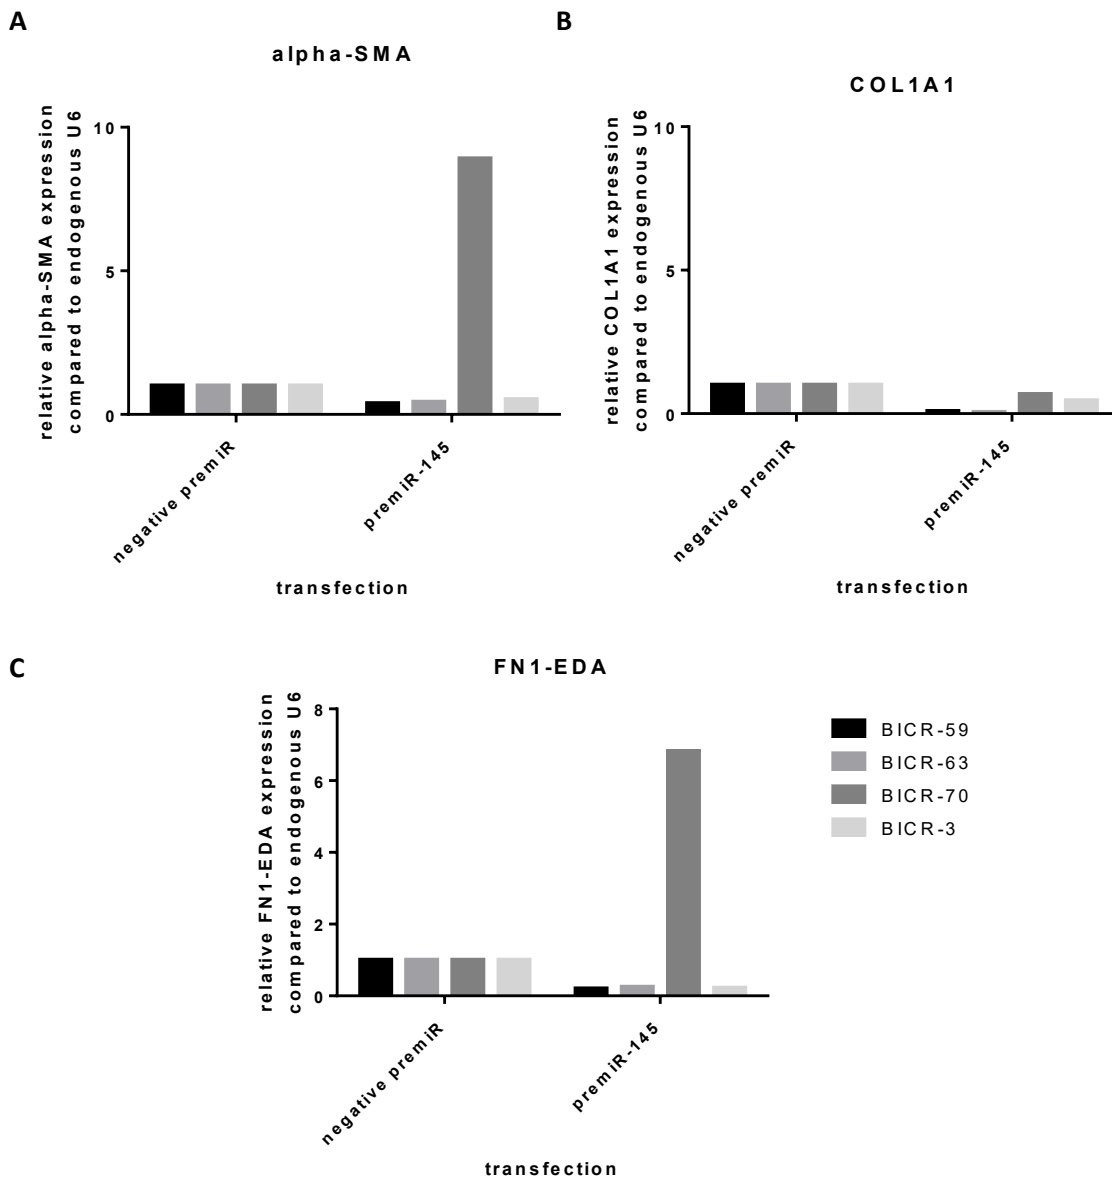 A
alpha-SMA
relative alpha-SMA expression
compared to endogenous U6
10
5
0
negative premiR
premiR-145
transfection
B
COL1A1
relative COL1A1 expression
compared to endogenous U6
10
5
0
negative premiR
premiR-145
transfection
C
FN1-EDA
relative FN1-EDA expression
compared to endogenous U6
8
6
4
2
0
negative premiR
premiR-145
transfection
BICR-59
BICR-63
BICR-70
BICR-3